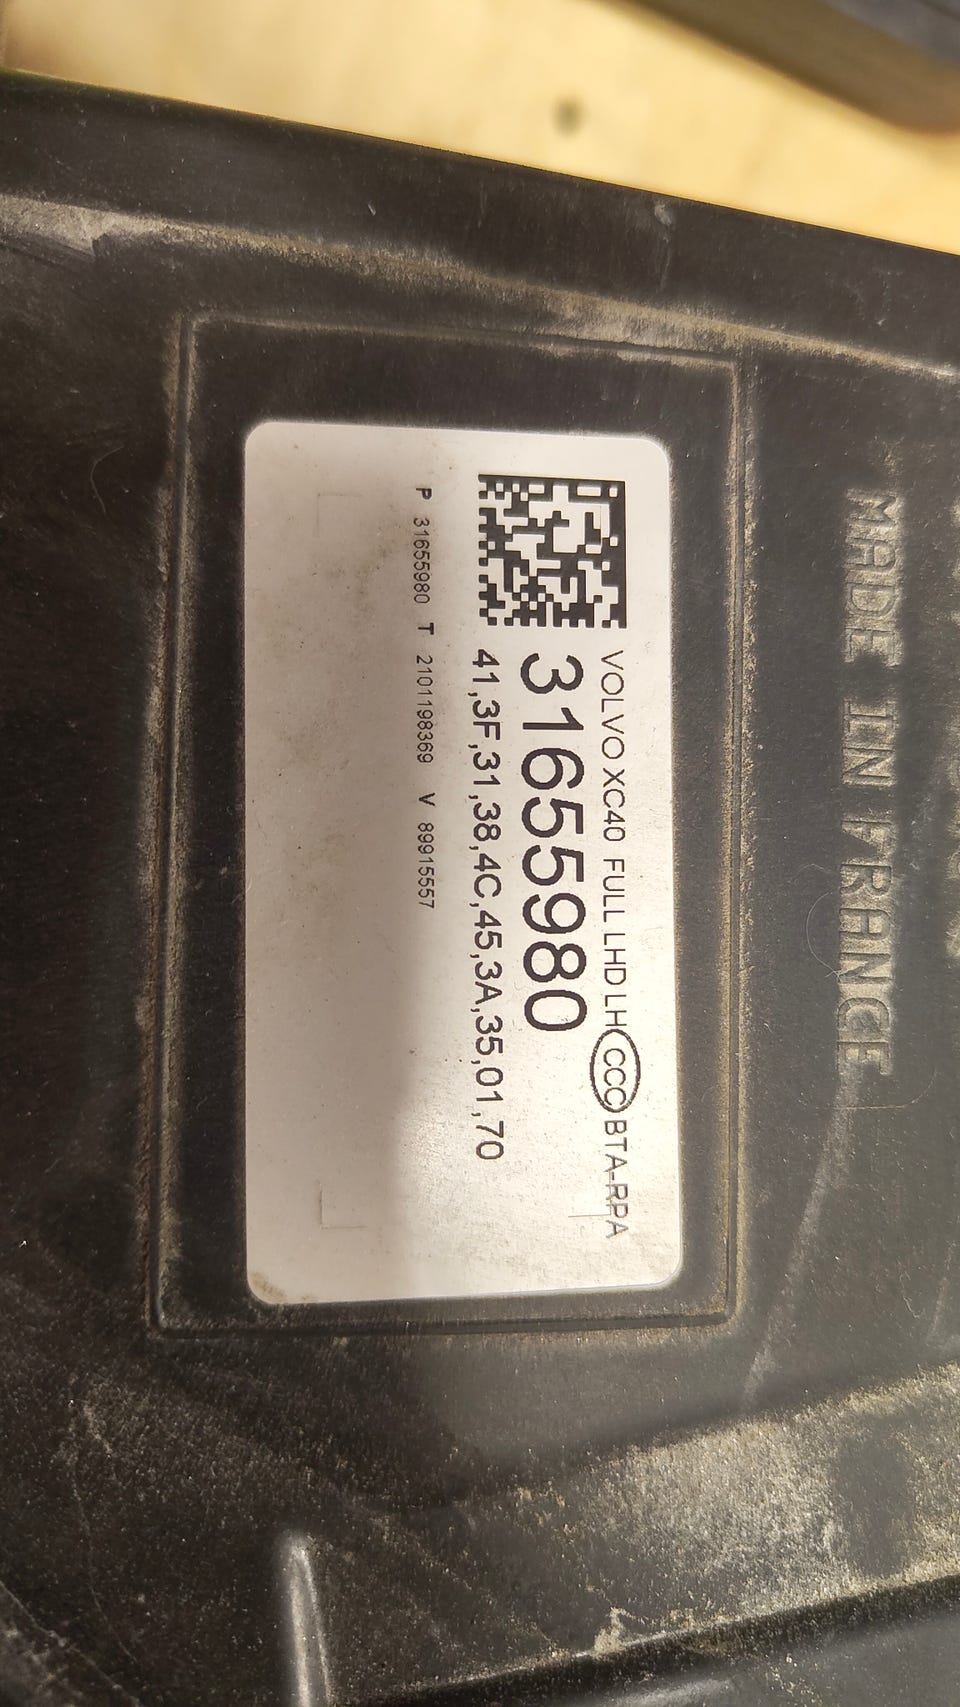 MADE IN FRANCE
VOLVO XC40 FULL LHD LH CCC BTA-RPA
31655980
41,3F,31,38,4C,45,3A,35,01,70
P 31655980 T 2101198369 V 89915557